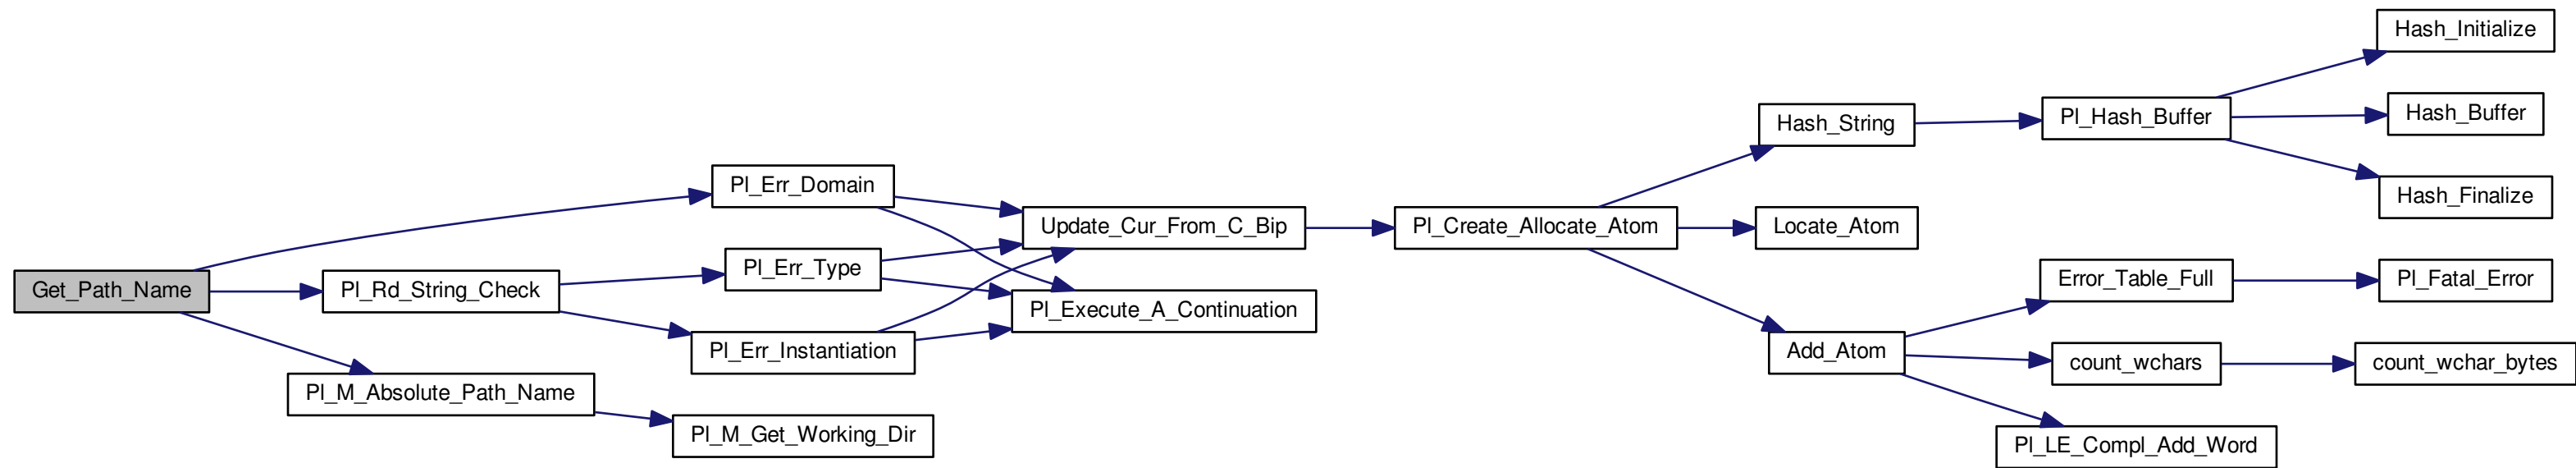 Get_Path_Name
Pl_Rd_String_Check
Pl_M_Absolute_Path_Name
Pl_Err_Domain
Pl_Err_Type
Pl_Err_Instantiation
Pl_M_Get_Working_Dir
Update_Cur_From_C_Bip
Pl_Execute_A_Continuation
Pl_Create_Allocate_Atom
Hash_String
Locate_Atom
Add_Atom
Pl_Hash_Buffer
Error_Table_Full
count_wchars
Pl_LE_Compl_Add_Word
Hash_Initialize
Hash_Buffer
Hash_Finalize
Pl_Fatal_Error
count_wchar_bytes